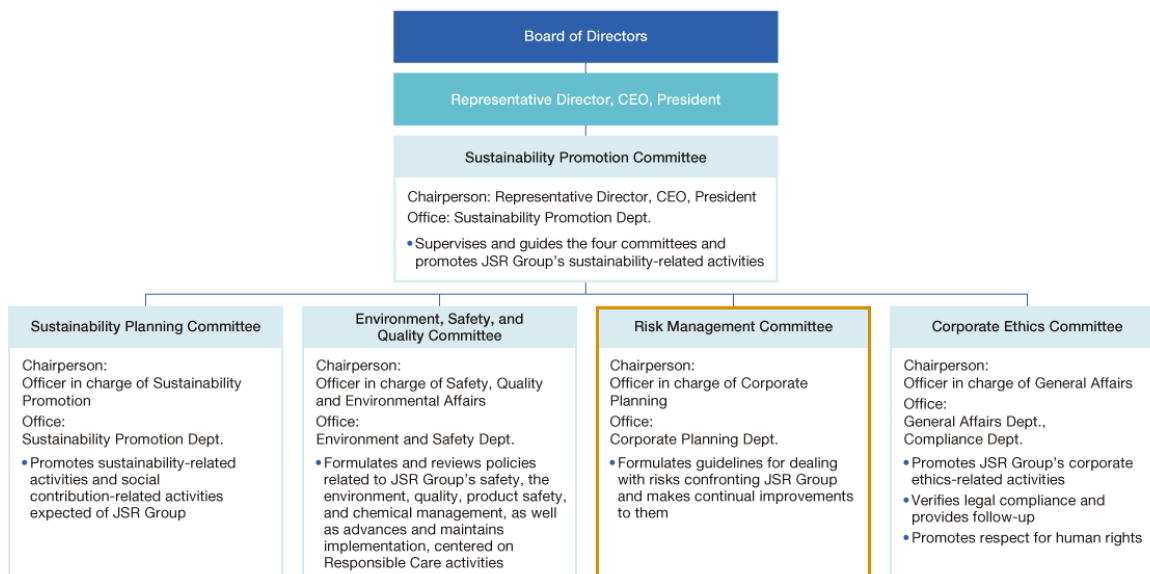 Board of Directors
Representative Director, CEO, President
Sustainability Promotion Committee
Chairperson: Representative Director, CEO, President
Office: Sustainability Promotion Dept.
• Supervises and guides the four committees and
promotes JSR Group's sustainability-related activities
Sustainability Planning Committee
Chairperson:
Officer in charge of Sustainability
Promotion
Office:
Sustainability Promotion Dept.
• Promotes sustainability-related
activities and social
contribution-related activities
expected of JSR Group
Environment, Safety, and
Quality Committee
Chairperson:
Officer in charge of Safety, Quality
and Environmental Affairs
Office:
Environment and Safety Dept.
• Formulates and reviews policies
related to JSR Group's safety, the
environment, quality, product safety,
and chemical management, as well
as advances and maintains
implementation, centered on
Responsible Care activities
Risk Management Committee
Chairperson:
Officer in charge of Corporate
Planning
Office:
Corporate Planning Dept.
• Formulates guidelines for dealing
with risks confronting JSR Group
and makes continual improvements
to them
Corporate Ethics Committee
Chairperson:
Officer in charge of General Affairs
Office:
General Affairs Dept.,
Compliance Dept.
• Promotes JSR Group's corporate
ethics-related activities
• Verifies legal compliance and
provides follow-up
• Promotes respect for human rights